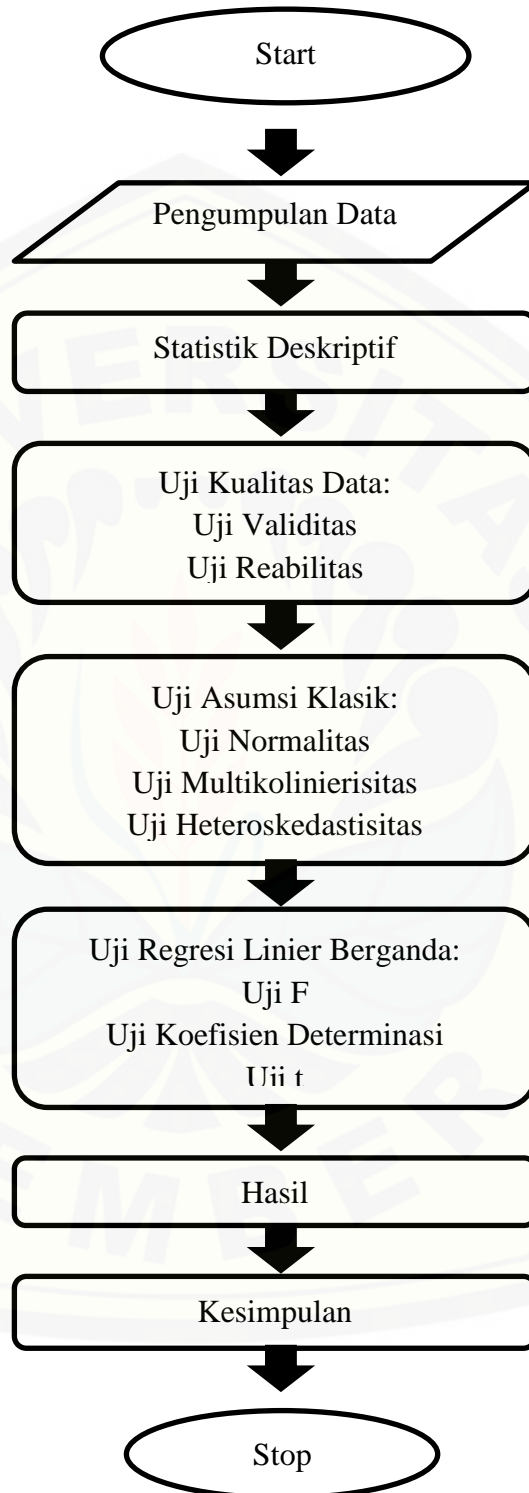 Start
Pengumpulan Data
Statistik Deskriptif
Uji Kualitas Data:
Uji Validitas
Uji Reabilitas
Uji Asumsi Klasik:
Uji Normalitas
Uji Multikolinierisitas
Uji Heteroskedastisitas
Uji Regresi Linier Berganda:
Uji F
Uji Koefisien Determinasi
Uji t
Hasil
Kesimpulan
Stop